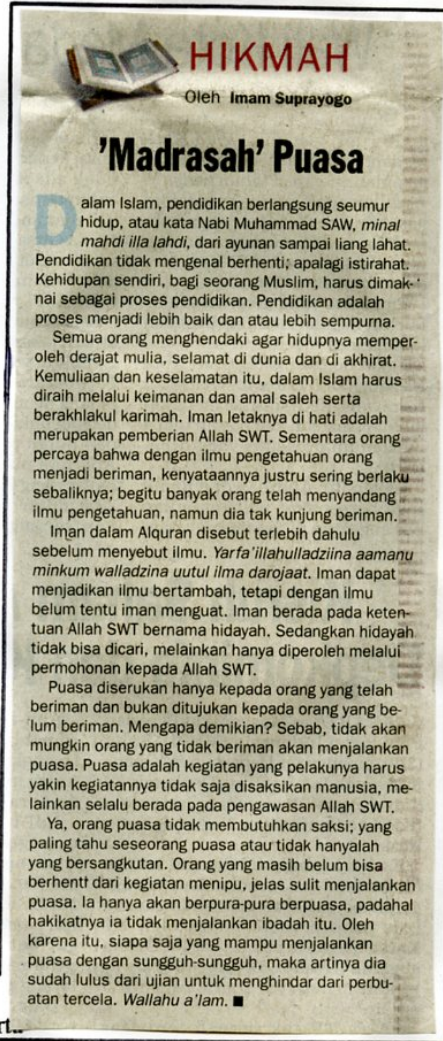 HIKMAH
Oleh Imam Suprayogo
'Madrasah' Puasa
Dalam Islam, pendidikan berlangsung seumur
hidup, atau kata Nabi Muhammad SAW, minal
mahdi illa lahdi, dari ayunan sampai liang lahat.
Pendidikan tidak mengenal berhenti; apalagi istirahat.
Kehidupan sendiri, bagi seorang Muslim, harus dimak-
nai sebagai proses pendidikan. Pendidikan adalah
proses menjadi lebih baik dan atau lebih sempurna.
Semua orang menghendaki agar hidupnya memper-
oleh derajat mulia, selamat di dunia dan di akhirat.
Kemuliaan dan keselamatan itu, dalam Islam harus
diraih melalui keimanan dan amal saleh serta
berakhlakul karimah. Iman letaknya di hati adalah
merupakan pemberian Allah SWT. Sementara orang
percaya bahwa dengan ilmu pengetahuan orang
menjadi beriman, kenyataannya justru sering berlaku
sebaliknya; begitu banyak orang telah menyandang
ilmu pengetahuan, namun dia tak kunjung beriman.
Iman dalam Alquran disebut terlebih dahulu
sebelum menyebut ilmu. Yarfa'illahulladziina aamanu
minkum walladzina uutul ilma darojaat. Iman dapat
menjadikan ilmu bertambah, tetapi dengan ilmu
belum tentu iman menguat. Iman berada pada keten-
tuan Allah SWT bernama hidayah. Sedangkan hidayah
tidak bisa dicari, melainkan hanya diperoleh melalui
permohonan kepada Allah SWT.
Puasa diserukan hanya kepada orang yang telah
beriman dan bukan ditujukan kepada orang yang be-
lum beriman. Mengapa demikian? Sebab, tidak akan
mungkin orang yang tidak beriman akan menjalankan
puasa. Puasa adalah kegiatan yang pelakunya harus
yakin kegiatannya tidak saja disaksikan manusia, me-
lainkan selalu berada pada pengawasan Allah SWT.
Ya, orang puasa tidak membutuhkan saksi; yang
paling tahu seseorang puasa atau tidak hanyalah
yang bersangkutan. Orang yang masih belum bisa
berhenti dari kegiatan menipu, jelas sulit menjalankan
puasa. Ia hanya akan berpura-pura berpuasa, padahal
hakikatnya ia tidak menjalankan ibadah itu. Oleh
karena itu, siapa saja yang mampu menjalankan
puasa dengan sungguh-sungguh, maka artinya dia
sudah lulus dari ujian untuk menghindar dari perbu-
atan tercela. Wallahu a'lam. ■